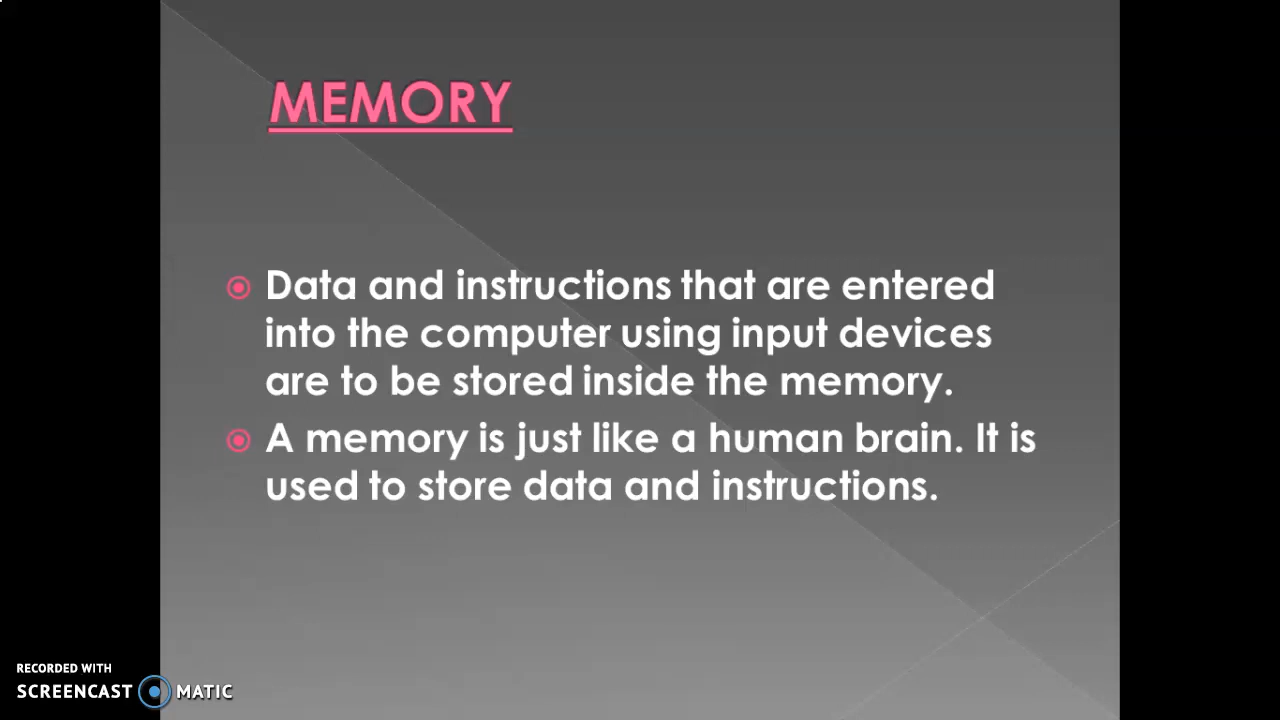 MEMORY
Data and instructions that are entered
into the computer using input devices
are to be stored inside the memory.
A memory is just like a human brain. It is
used to store data and instructions.
RECORDED WITH
SCREENCAST MATIC